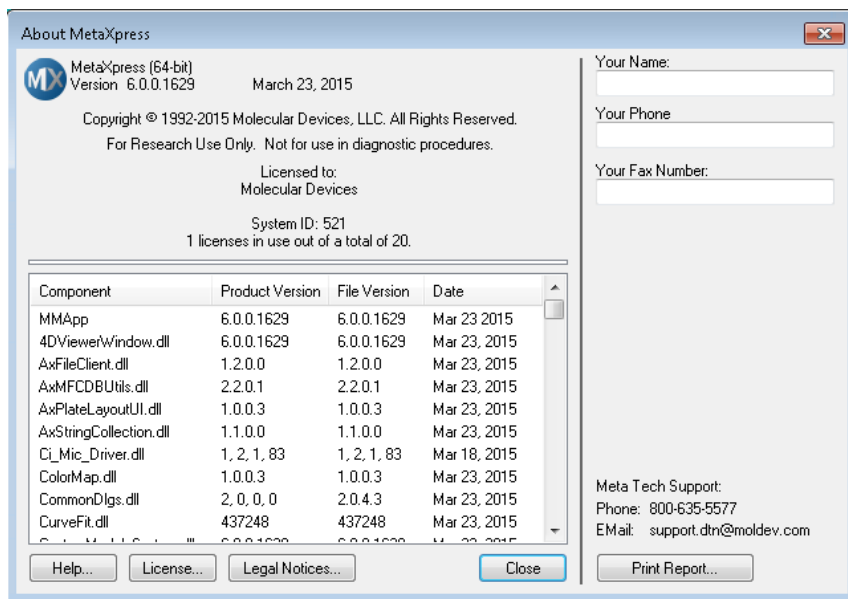 About MetaXpress
MX
MetaXpress (64-bit)
Version 6.0.0.1629 March 23, 2015
Copyright © 1992-2015 Molecular Devices, LLC. All Rights Reserved.
For Research Use Only. Not for use in diagnostic procedures.
Licensed to:
Molecular Devices
System ID: 521
1 licenses in use out of a total of 20.
Component Product Version File Version Date
MMApp 6.0.0.1629 6.0.0.1629 Mar 23 2015
4DViewerWindow.dll 6.0.0.1629 6.0.0.1629 Mar 23, 2015
AxFileClient.dll 1.2.0.0 1.2.0.0 Mar 23, 2015
AxMFCDBUtils.dll 2.2.0.1 2.2.0.1 Mar 23, 2015
AxPlateLayoutUI.dll 1.0.0.3 1.0.0.3 Mar 23, 2015
AxStringCollection.dll 1.1.0.0 1.1.0.0 Mar 23, 2015
Ci_Mic_Driver.dll 1, 2, 1, 83 1, 2, 1, 83 Mar 18, 2015
ColorMap.dll 1.0.0.3 1.0.0.3 Mar 23, 2015
CommonDlgs.dll 2, 0, 0, 0 2.0.4.3 Mar 23, 2015
CurveFit.dll 437248 437248 Mar 23, 2015
Help... License... Legal Notices... Close
Your Name:
Your Phone
Your Fax Number:
Meta Tech Support:
Phone: 800-635-5577
EMail: support.dtn@moldev.com
Print Report...